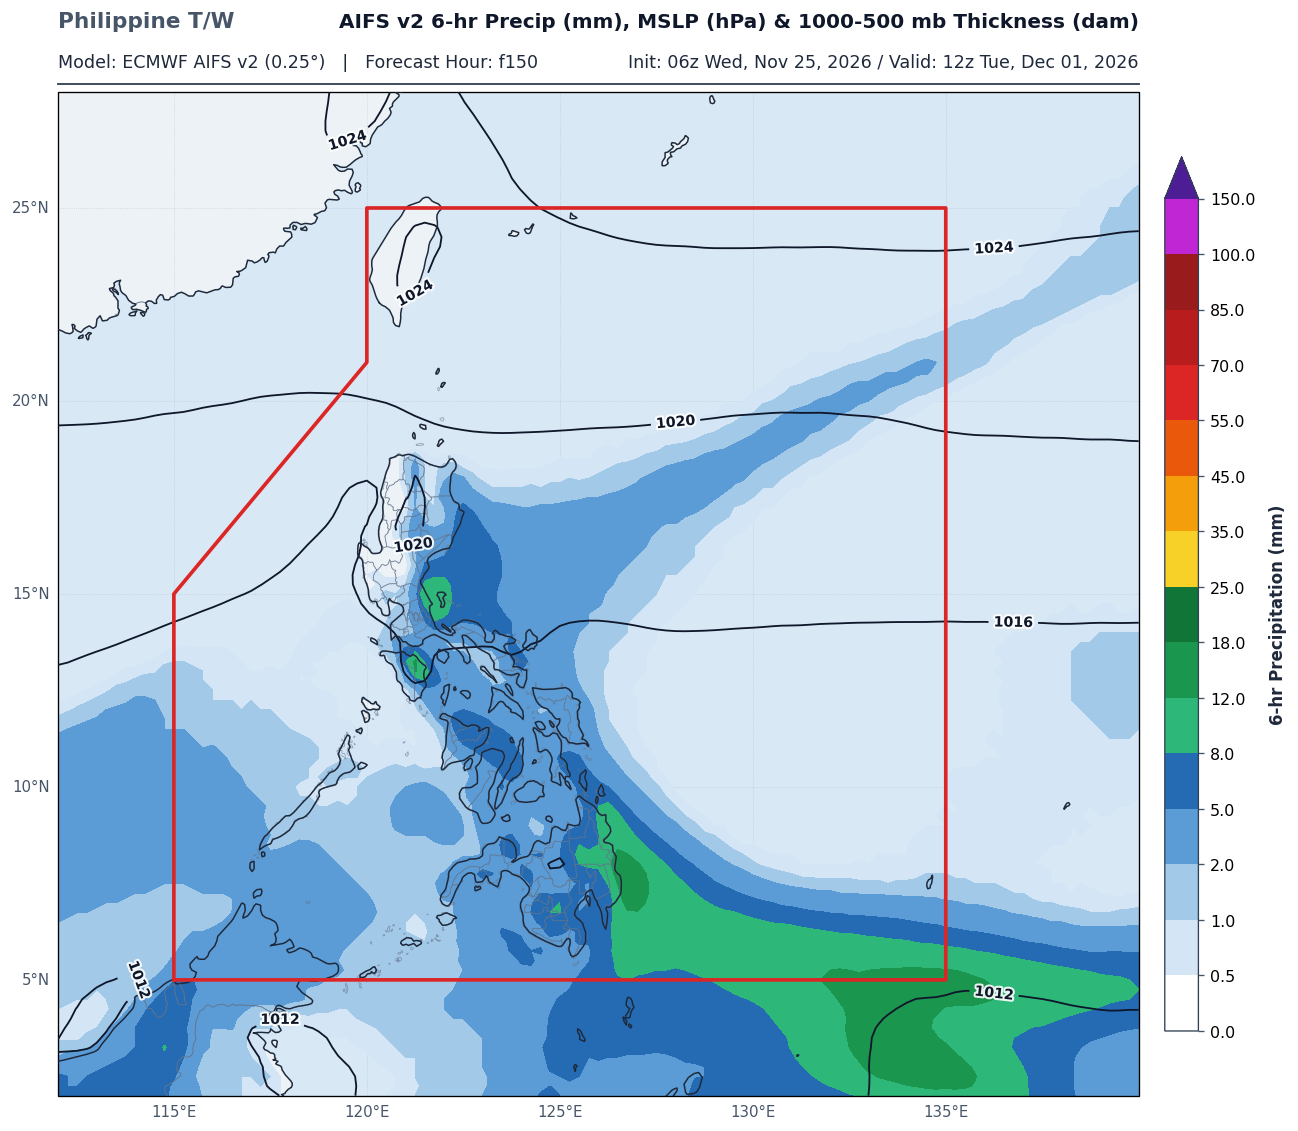 Philippine T/W
AIFS v2 6-hr Precip (mm), MSLP (hPa) & 1000-500 mb Thickness (dam)
Model: ECMWF AIFS v2 (0.25°) | Forecast Hour: f150
Init: 06z Wed, Nov 25, 2026 / Valid: 12z Tue, Dec 01, 2026
1024
25°N
1024
1024
20°N
1020
1020
15°N
1016
10°N
5°N
1012
1012
1012
115°E
120°E
125°E
130°E
135°E
150.0
100.0
85.0
70.0
55.0
45.0
35.0
25.0
18.0
12.0
8.0
5.0
2.0
1.0
0.5
0.0
6-hr Precipitation (mm)